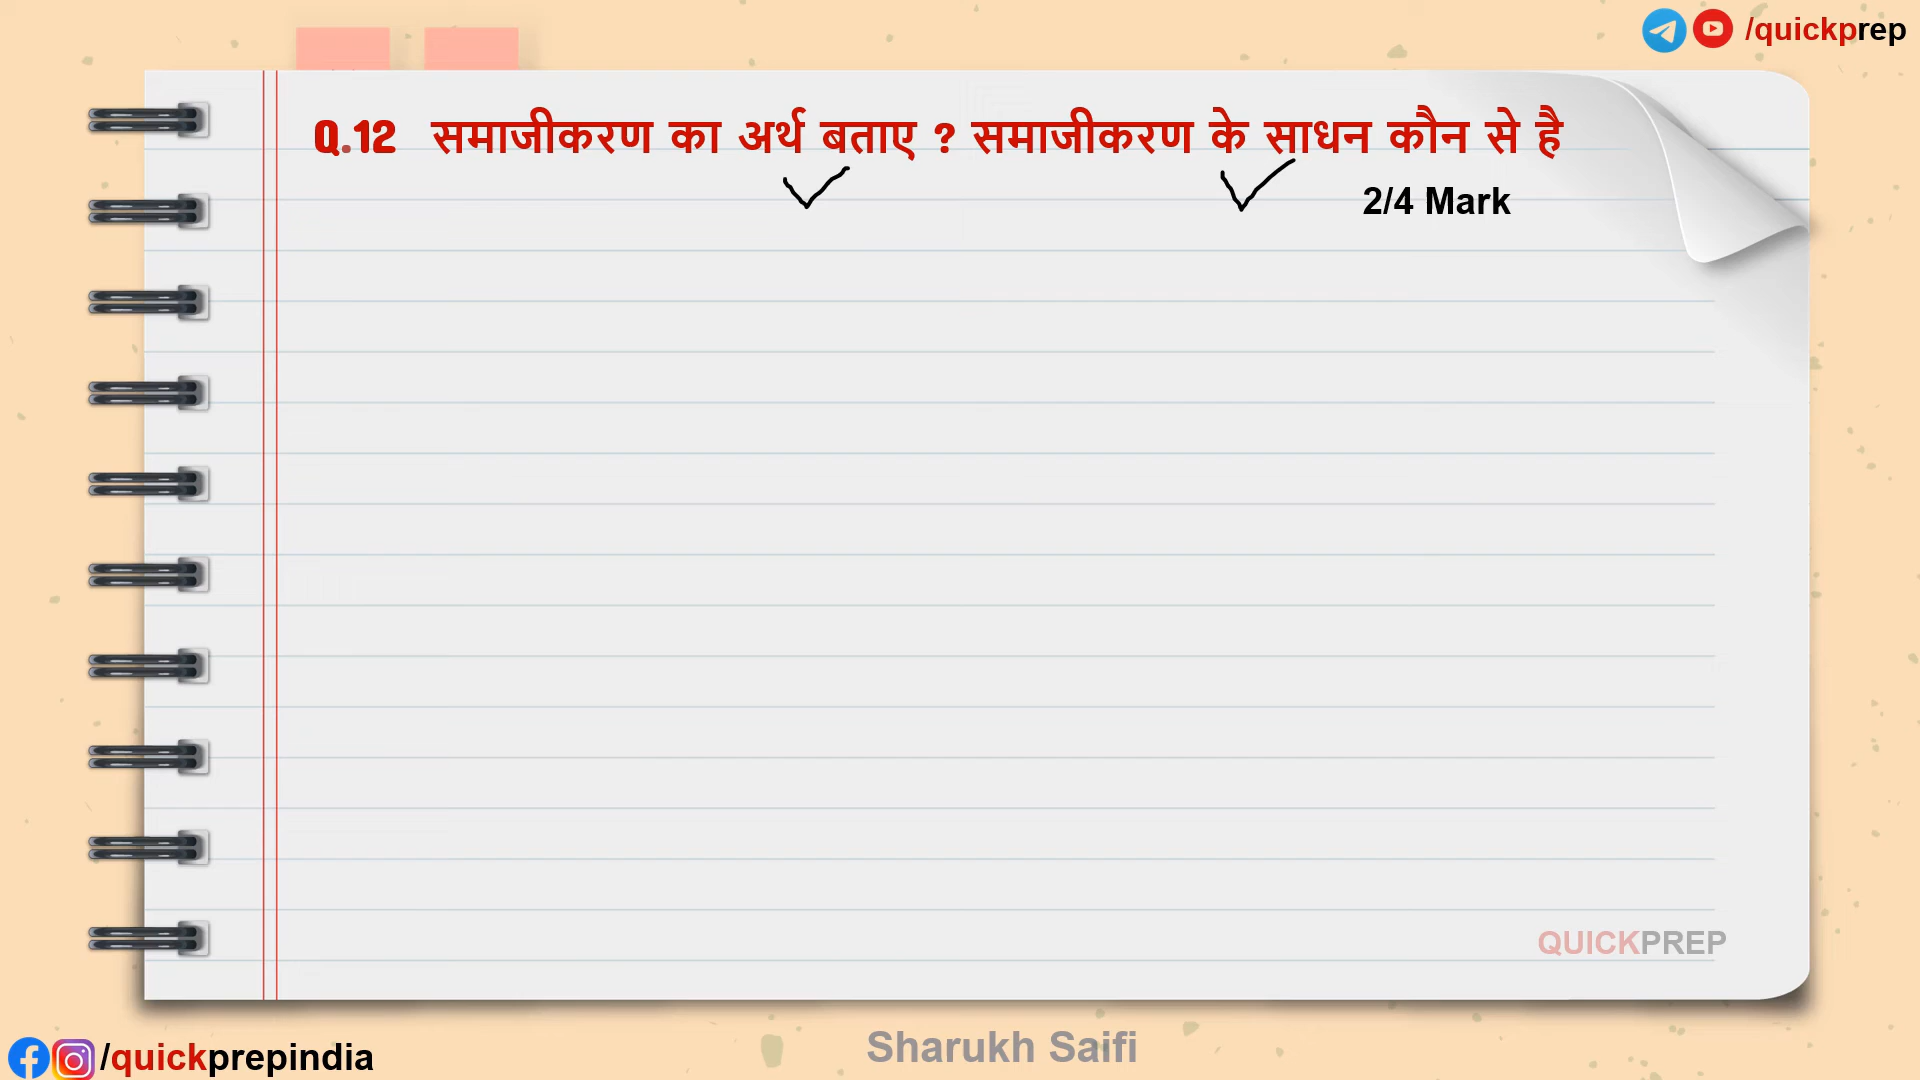 /quickprep
Q.12 समाजीकरण का अर्थ बताए ? समाजीकरण के साधन कौन से है
2/4 Mark
QUICKPREP
Sharukh Saifi
/quickprepindia